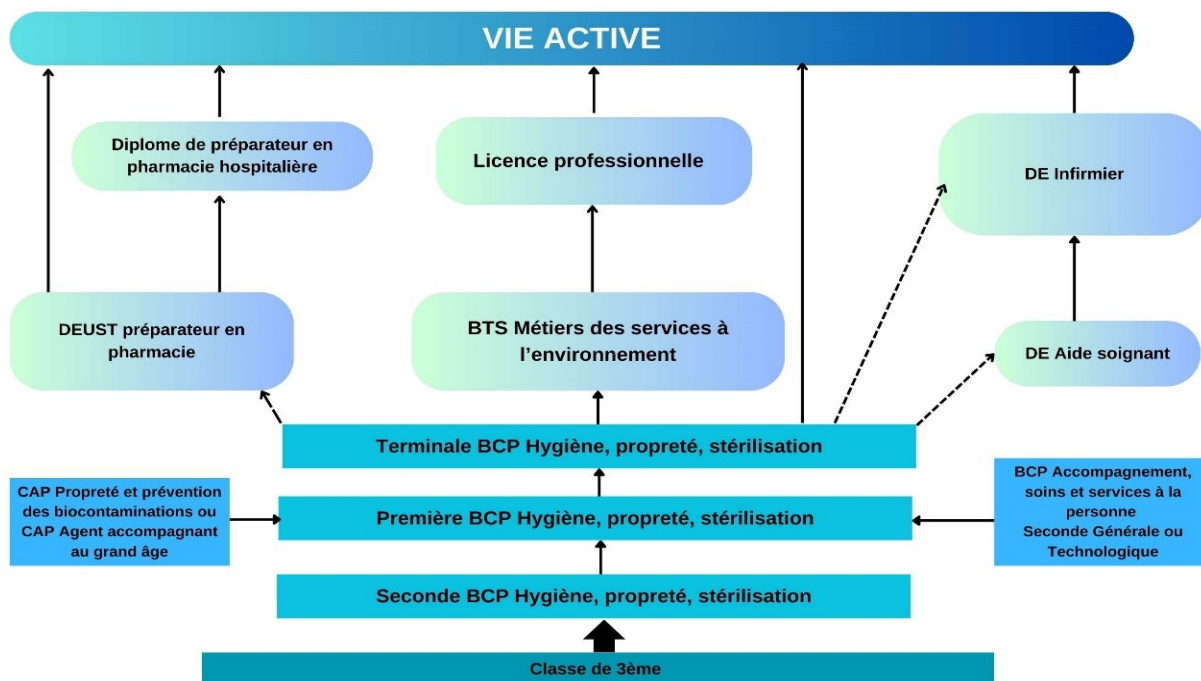 VIE ACTIVE
Diplome de préparateur en
pharmacie hospitalière
Licence professionnelle
DE Infirmier
DEUST préparateur en
pharmacie
BTS Métiers des services à
l’environnement
DE Aide soignant
Terminale BCP Hygiène, propreté, stérilisation
CAP Propreté et prévention
des biocontaminations ou
CAP Agent accompagnant
au grand âge
Première BCP Hygiène, propreté, stérilisation
BCP Accompagnement,
soins et services à la
personne
Seconde Générale ou
Technologique
Seconde BCP Hygiène, propreté, stérilisation
Classe de 3ème